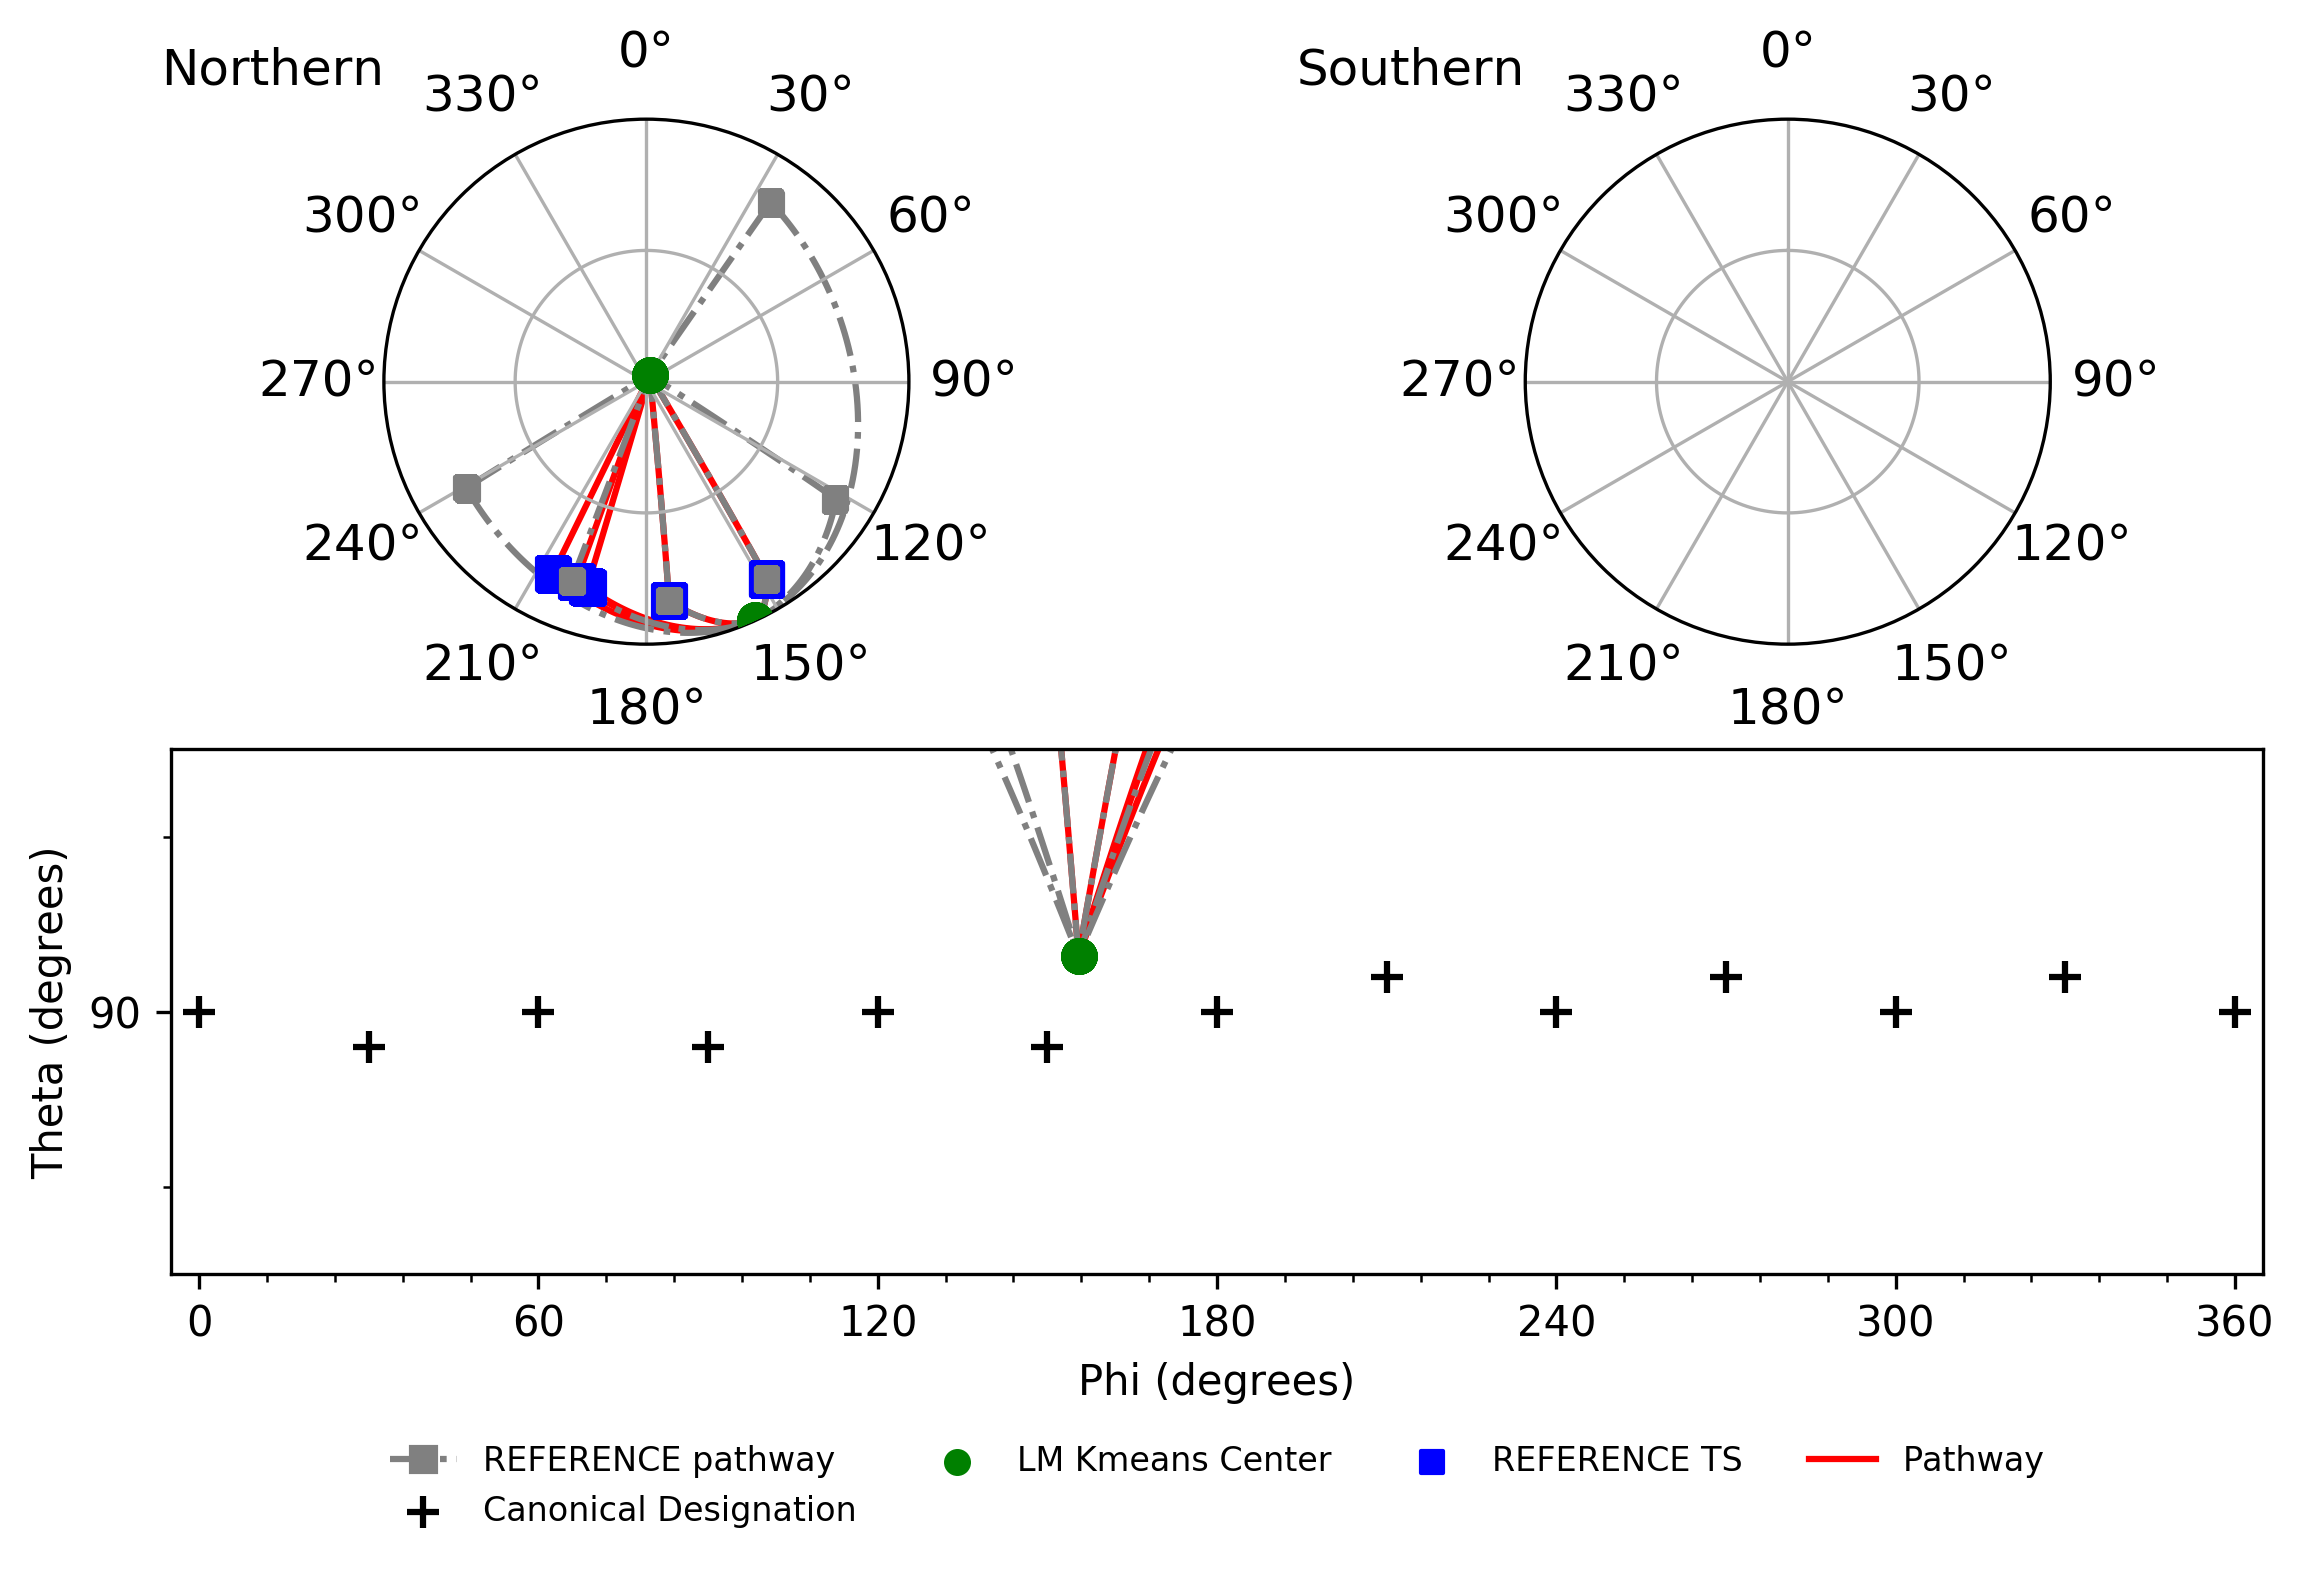 Northern
0°
30°
60°
90°
120°
150°
180°
210°
240°
270°
300°
330°
Southern
0°
30°
60°
90°
120°
150°
180°
210°
240°
270°
300°
330°
Theta (degrees)
90
0 60 120 180 240 300 360
Phi (degrees)
REFERENCE pathway
Canonical Designation
LM Kmeans Center
REFERENCE TS
Pathway